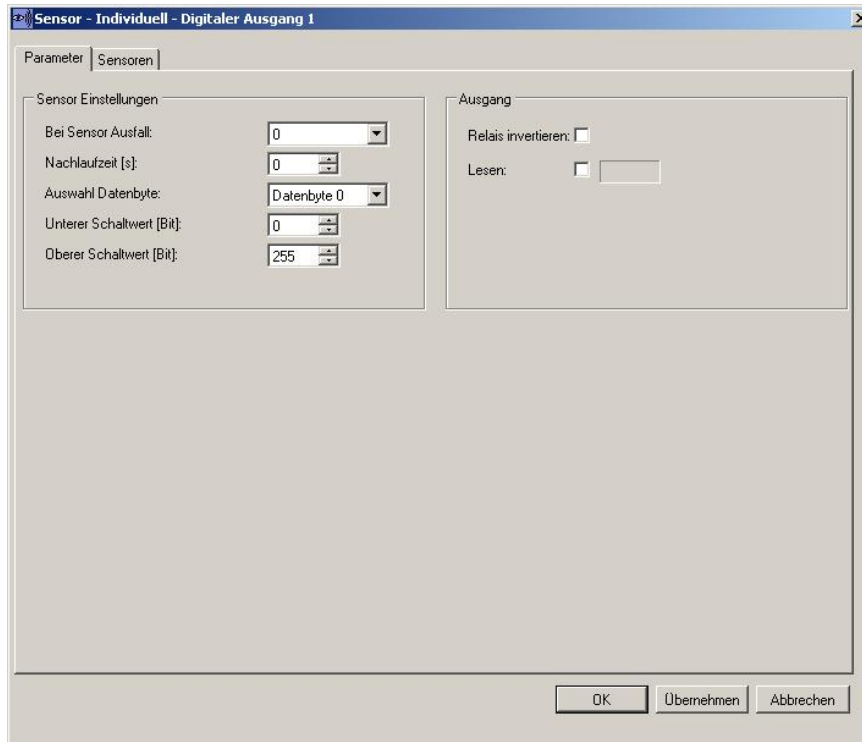 Sensor - Individuell - Digitaler Ausgang 1
Parameter
Sensoren
Sensor Einstellungen
Bei Sensor Ausfall:
0
Nachlaufzeit [s]:
0
Auswahl Datenbyte:
Datenbyte 0
Unterer Schaltwert [Bit]:
0
Oberer Schaltwert [Bit]:
255
Ausgang
Relais invertieren:
Lesen:
OK
Übernehmen
Abbrechen